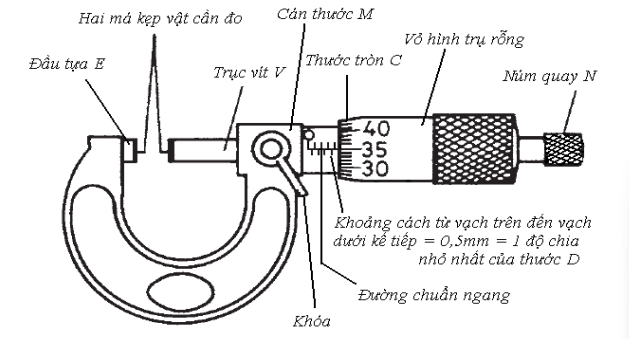 Hai má kẹp vật cần đo
Cán thước M
Vỏ hình trụ rỗng
Đầu tựa E
Trục vít V
Thước tròn C
Núm quay N
40
35
30
Khoảng cách từ vạch trên đến vạch
dưới kế tiếp = 0,5mm = 1 độ chia
nhỏ nhất của thước D
Đường chuẩn ngang
Khóa